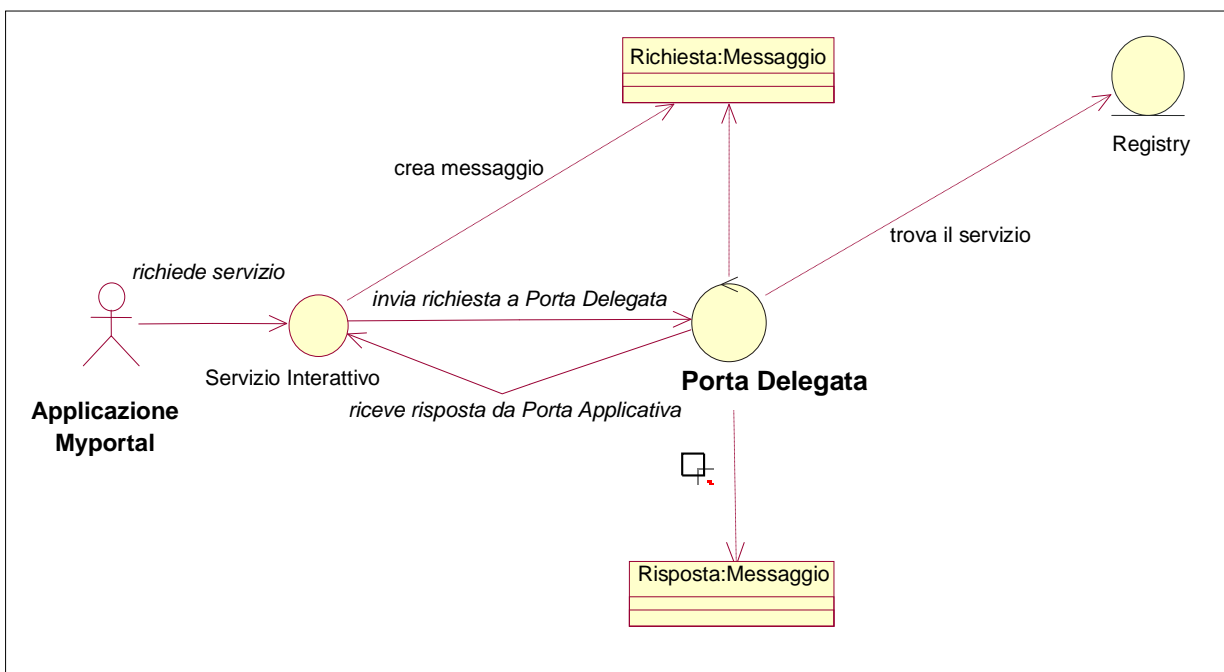 Richiesta:Messaggio
Registry
crea messaggio
trova il servizio
richiede servizio
invia richiesta a Porta Delegata
Servizio Interattivo
Porta Delegata
riceve risposta da Porta Applicativa
Applicazione
Myportal
Risposta:Messaggio